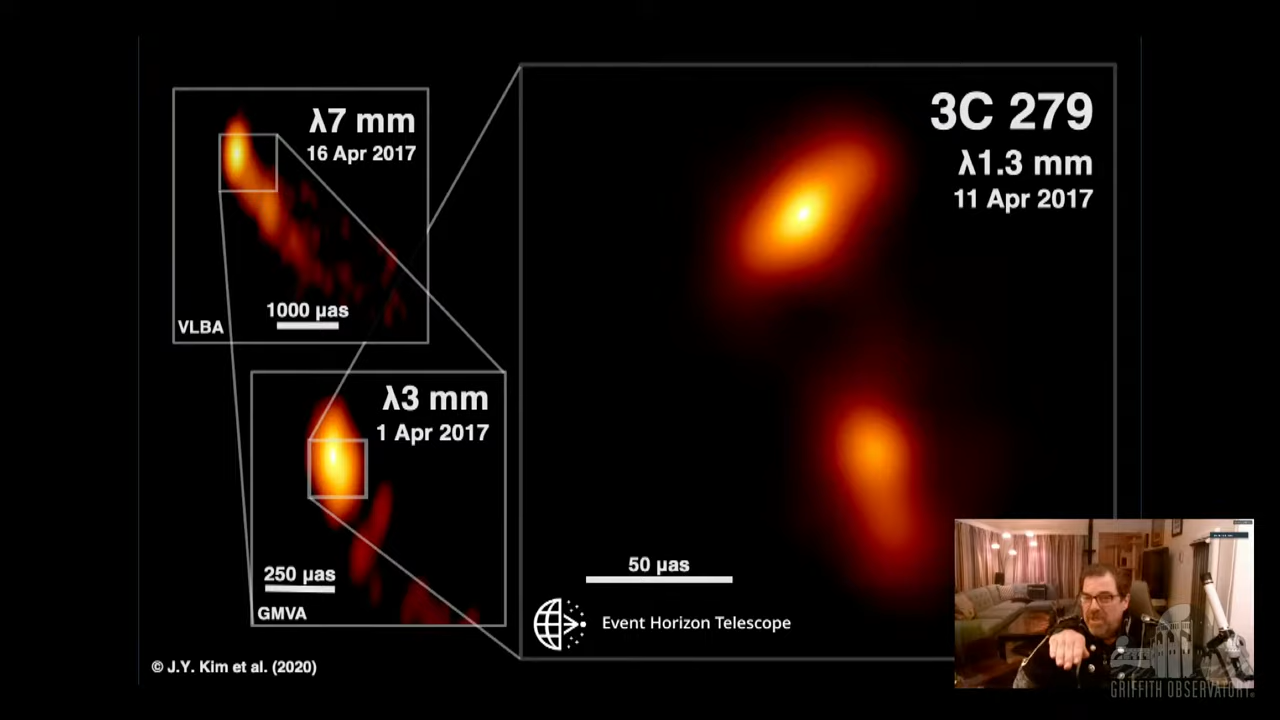 λ7 mm
16 Apr 2017
1000 μas
VLBA
λ3 mm
1 Apr 2017
250 μas
GMVA
© J.Y. Kim et al. (2020)
3C 279
λ1.3 mm
11 Apr 2017
50 μas
Event Horizon Telescope
GRIFFITH OBSERVATORY